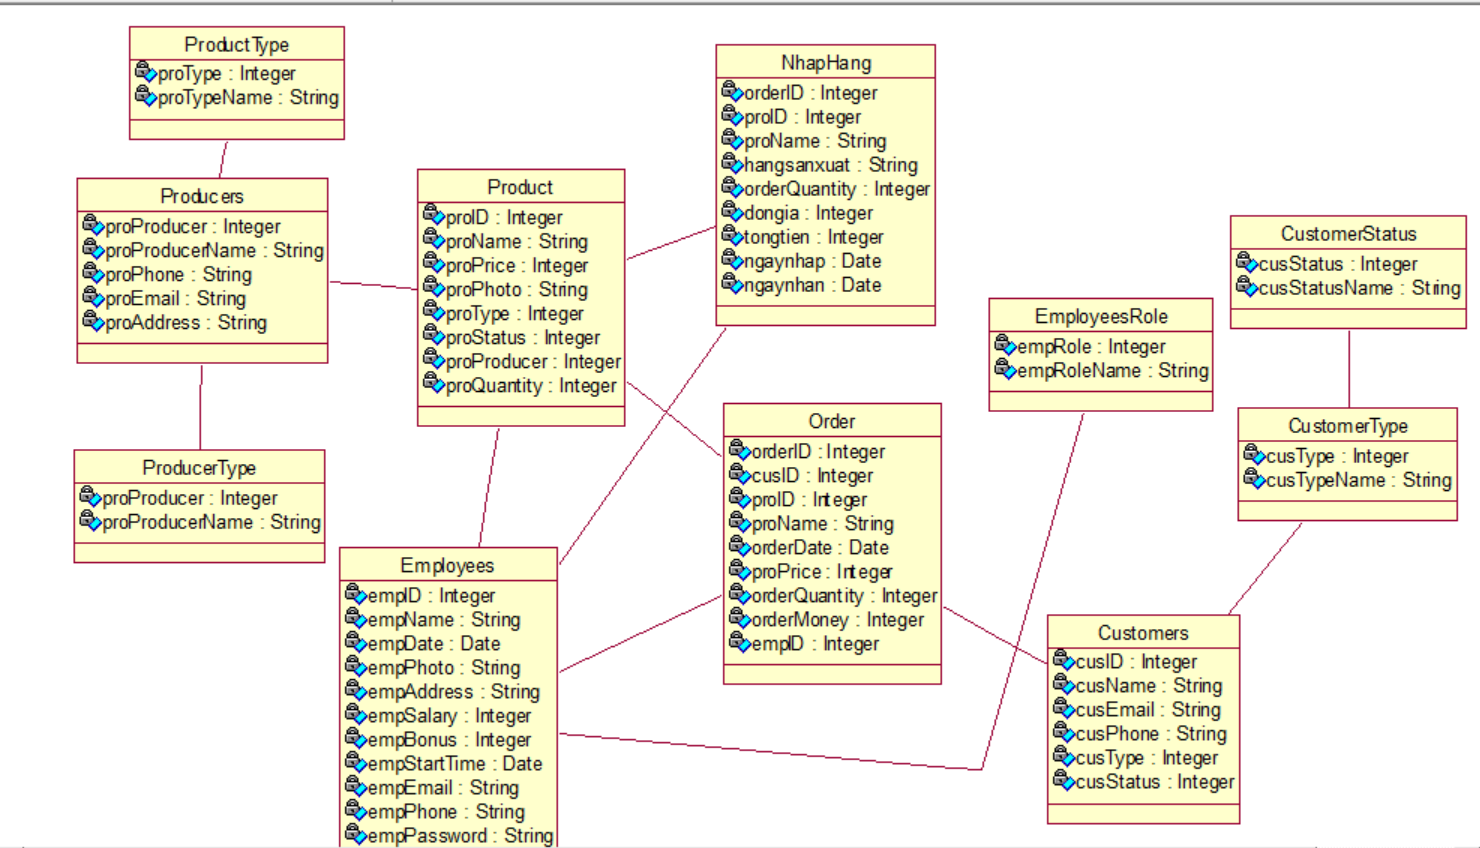 ProductType
proType : Integer
proTypeName : String
Producers
proProducer : Integer
proProducerName : String
proPhone : String
proEmail : String
proAddress : String
ProducerType
proProducer : Integer
proProducerName : String
Product
proID : Integer
proName : String
proPrice : Integer
proPhoto : String
proType : Integer
proStatus : Integer
proProducer : Integer
proQuantity : Integer
Employees
empID : Integer
empName : String
empDate : Date
empPhoto : String
empAddress : String
empSalary : Integer
empBonus : Integer
empStartTime : Date
empEmail : String
empPhone : String
empPassword : String
NhapHang
orderID : Integer
proID : Integer
proName : String
hangsanxuat : String
orderQuantity : Integer
dongia : Integer
tongtien : Integer
ngaynhap : Date
ngaynhan : Date
Order
orderID : Integer
cusID : Integer
proID : Integer
proName : String
orderDate : Date
proPrice : Integer
orderQuantity : Integer
orderMoney : Integer
empID : Integer
EmployeesRole
empRole : Integer
empRoleName : String
CustomerStatus
cusStatus : Integer
cusStatusName : String
CustomerType
cusType : Integer
cusTypeName : String
Customers
cusID : Integer
cusName : String
cusEmail : String
cusPhone : String
cusType : Integer
cusStatus : Integer